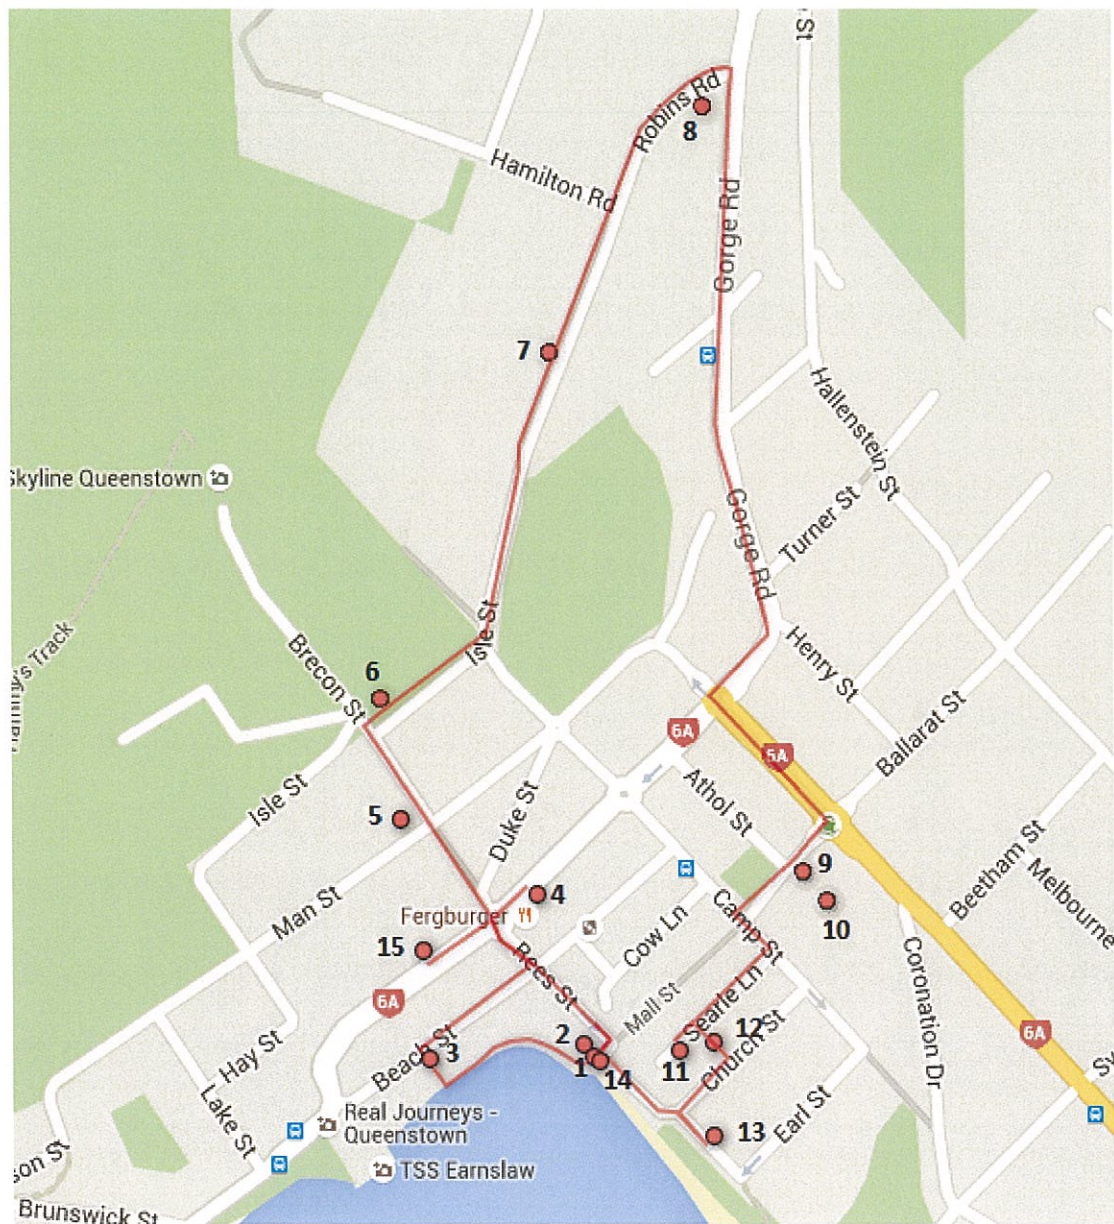 St
Robins Rd
8
Hamilton Rd
Gorge Rd
7
Hallenstein St
Skyline Queenstown
Turner St
Gorge Rd
Isle St
Henry St
Brecon St
6
Ballarat St
6A
6A
Isle St
Athol St
5
Duke St
Beetham St
Melbourne
9
4
Fergburger
10
Man St
Camp St
Cow Ln
15
Rees St
Coronation Dr
Mall St
Searle Ln
6A
6A
Hay St
Beach St
3
2
1
14
12
11
Church St
Lake St
Earl St
13
Real Journeys -
Queenstown
TSS Earnslaw
son St
Brunswick St